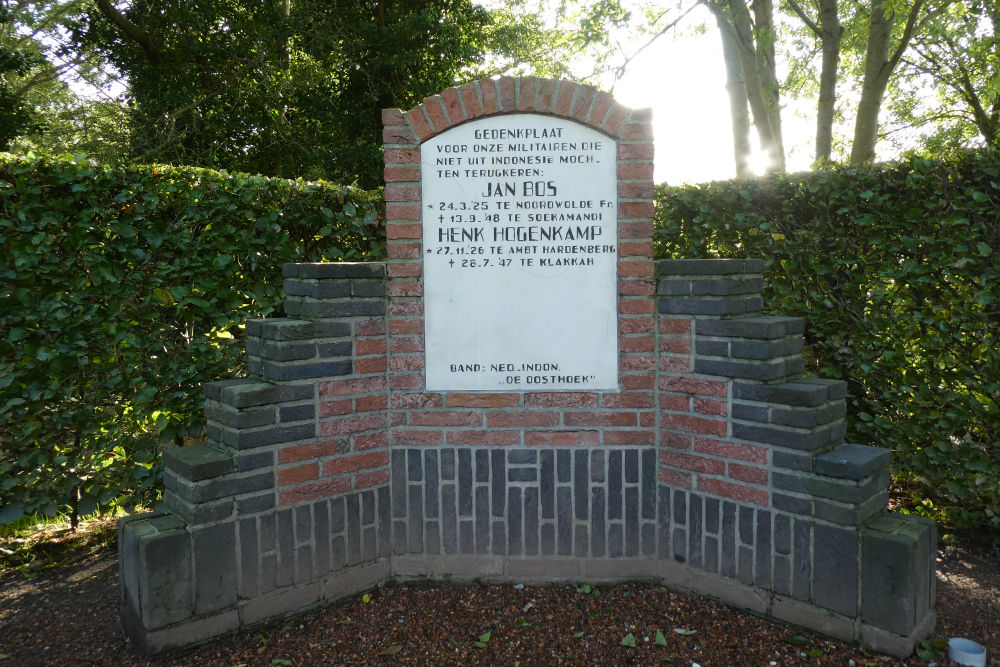 GEDENKPLAAT
VOOR ONZE MILITAIREN, DIE
NIET UIT INDONESIË MOCH.
TEN TERUGKEREN:
JAN BOS
* 24.3.'25 TE NOORDWOLDE Fr.
† 13.9.'48 TE SOEKAMANDI
HENK HOGENKAMP
* 27.11.'26 TE AMBT HARDENBERG
† 28.7.'47 TE KLAKKAH
BAND: NED.,INDON.
„DE OOSTHOEK"